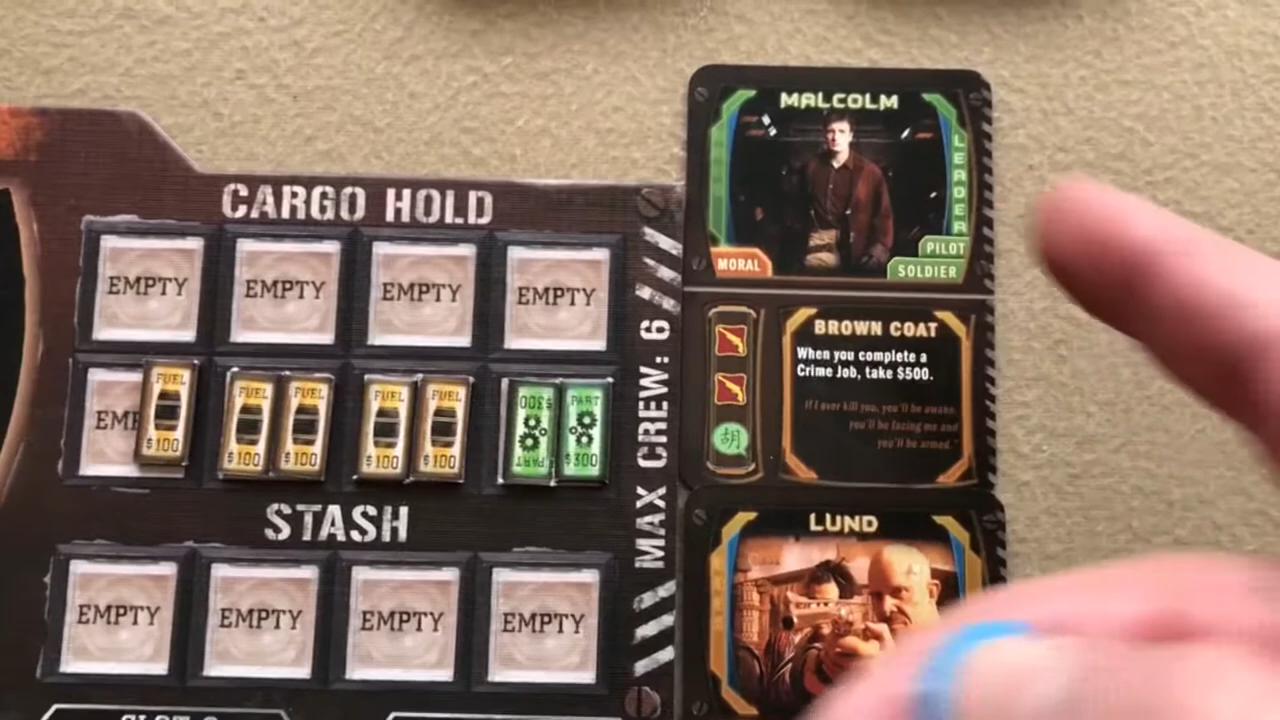 MALCOLM
LEADER
PILOT
SOLDIER
MORAL
CARGO HOLD
EMPTY EMPTY EMPTY EMPTY
EMP
FUEL FUEL FUEL FUEL FUEL
$100 $100 $100 $100 $100
$300 PART
PART $300
MAX CREW: 6
BROWN COAT
When you complete a
Crime Job, take $500.
If I ever kill you, you'll be awake,
you'll be facing me and
you'll be armed."
胡
STASH
EMPTY EMPTY EMPTY EMPTY
LUND